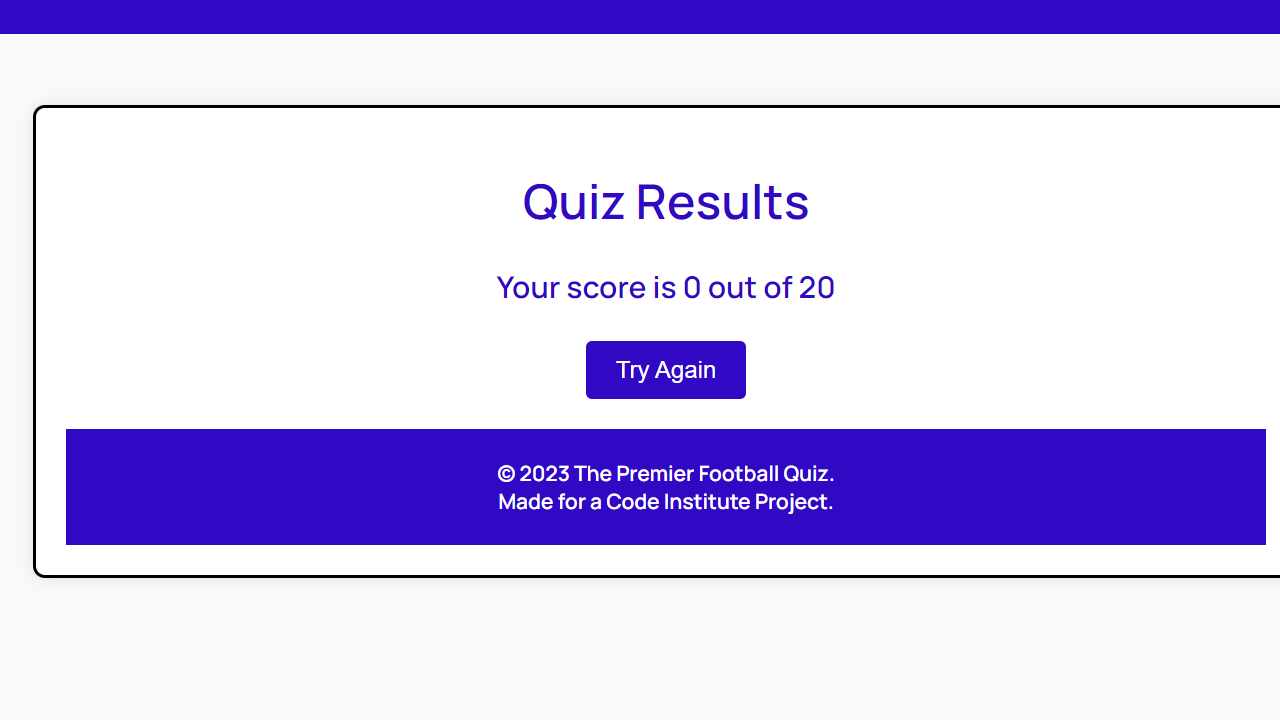 Quiz Results
Your score is 0 out of 20
Try Again
© 2023 The Premier Football Quiz.
Made for a Code Institute Project.